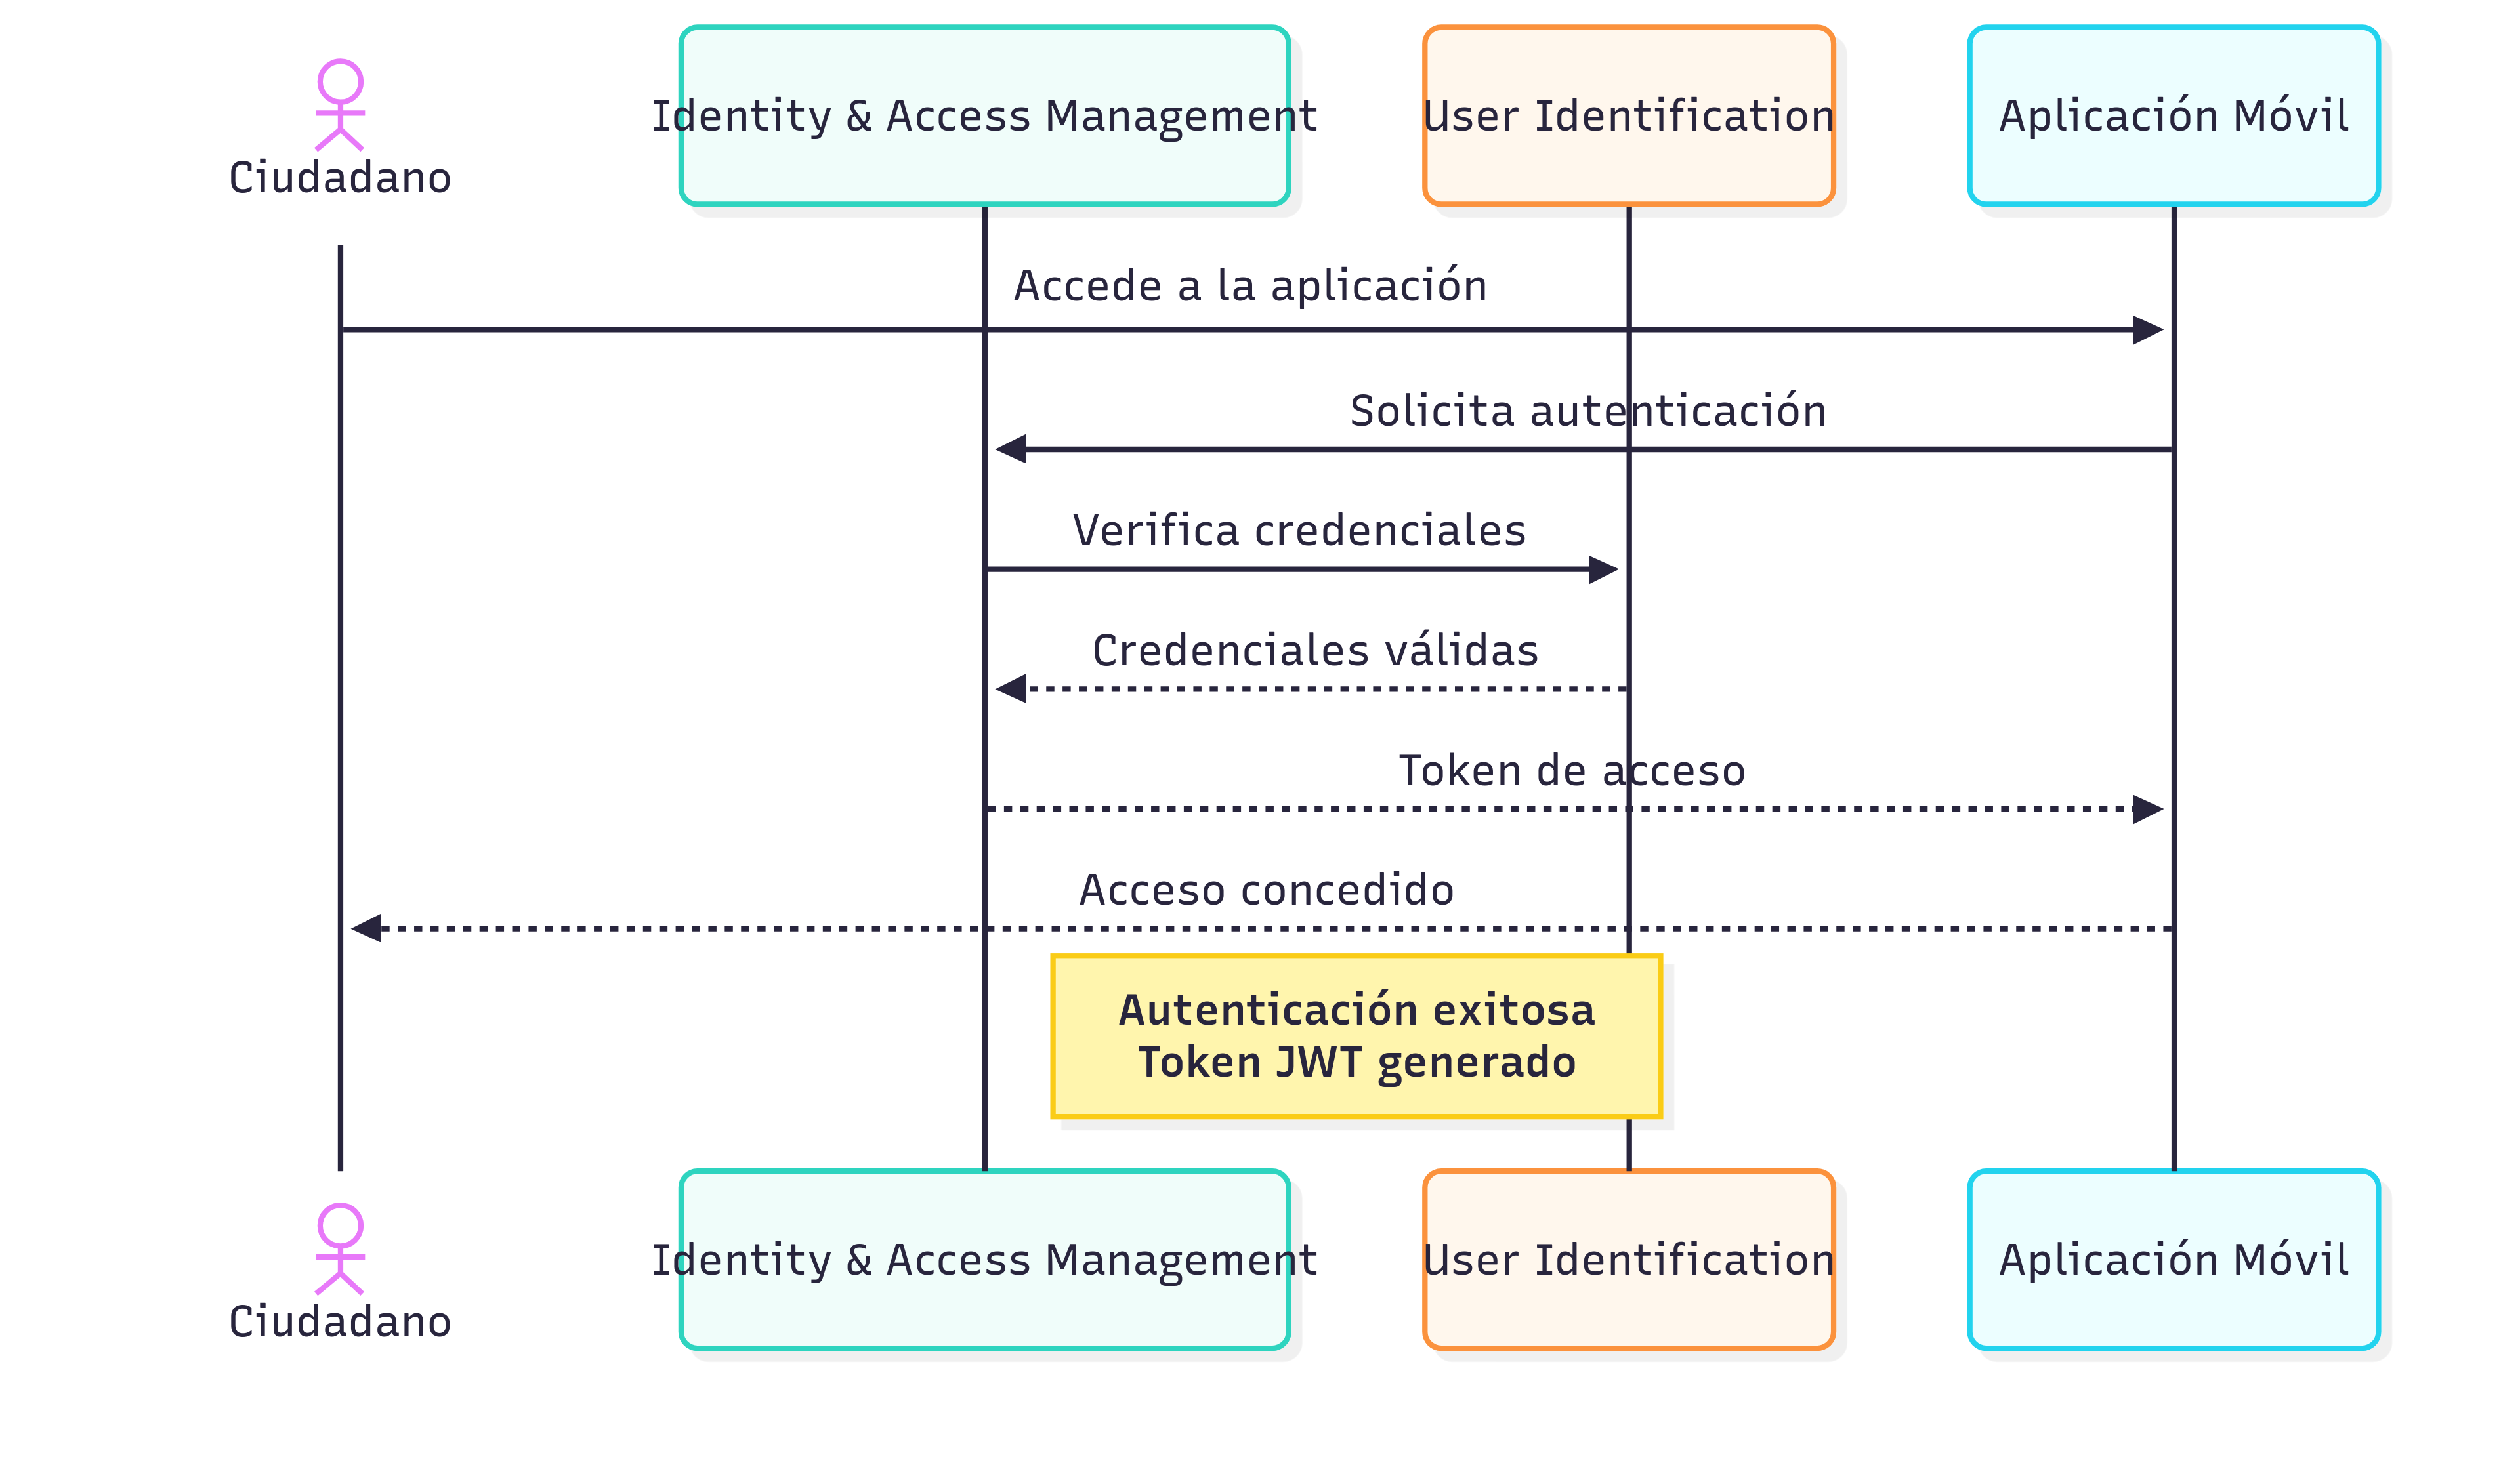 Ciudadano
Identity & Access Management
User Identification
Aplicación Móvil
Accede a la aplicación
Solicita autenticación
Verifica credenciales
Credenciales válidas
Token de acceso
Acceso concedido
Autenticación exitosa
Token JWT generado
Ciudadano
Identity & Access Management
User Identification
Aplicación Móvil